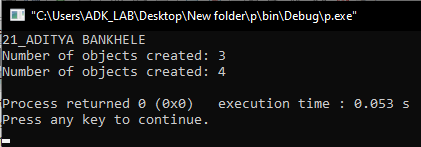 "C:\Users\ADK_LAB\Desktop\New folder\p\bin\Debug\p.exe"
21_ADITYA BANKHELE
Number of objects created: 3
Number of objects created: 4
Process returned 0 (0x0)   execution time : 0.053 s
Press any key to continue.